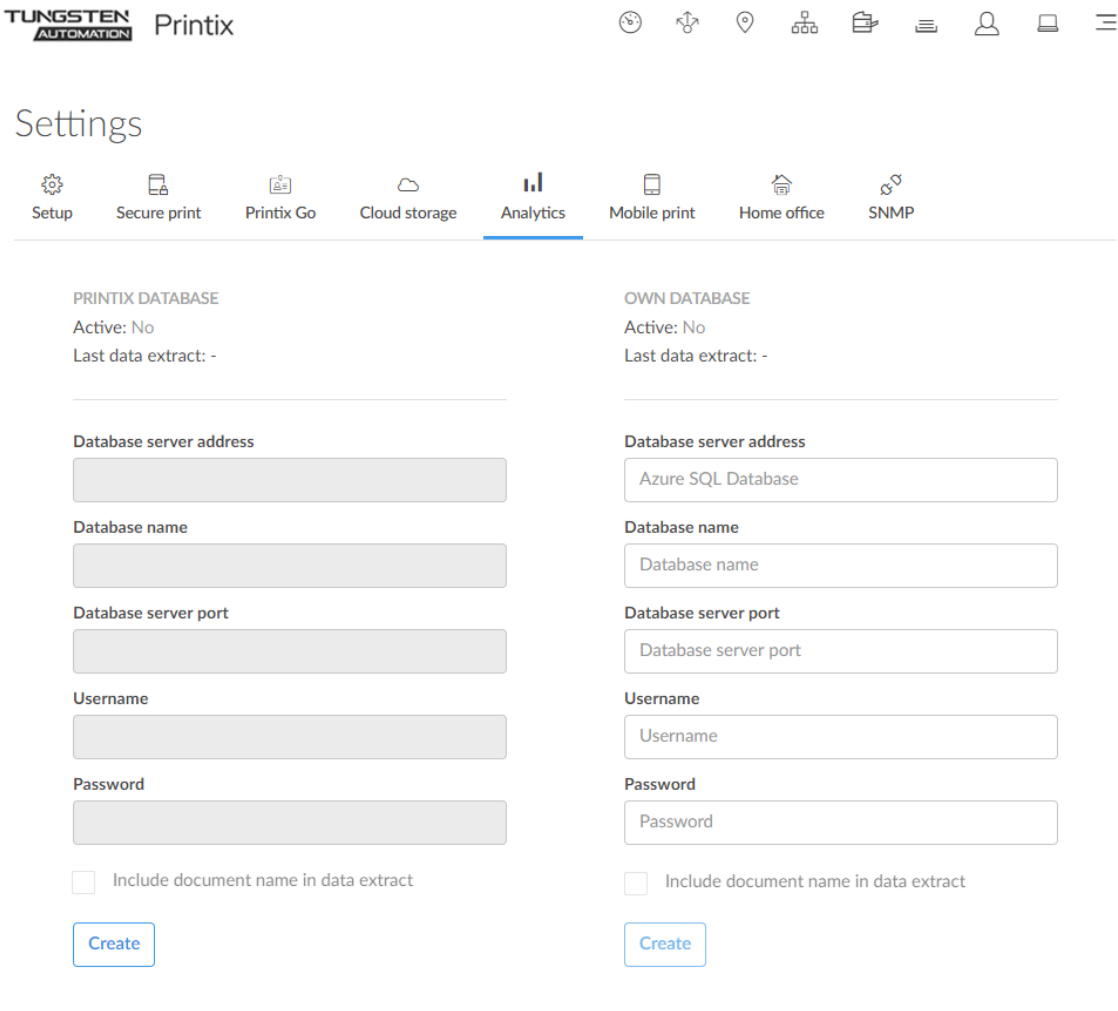 TUNGSTEN
AUTOMATION
Printix
Settings
Setup
Secure print
Printix Go
Cloud storage
Analytics
Mobile print
Home office
SNMP
PRINTIX DATABASE
Active: No
Last data extract: -
Database server address
Database name
Database server port
Username
Password
Include document name in data extract
Create
OWN DATABASE
Active: No
Last data extract: -
Database server address
Azure SQL Database
Database name
Database name
Database server port
Database server port
Username
Username
Password
Password
Include document name in data extract
Create